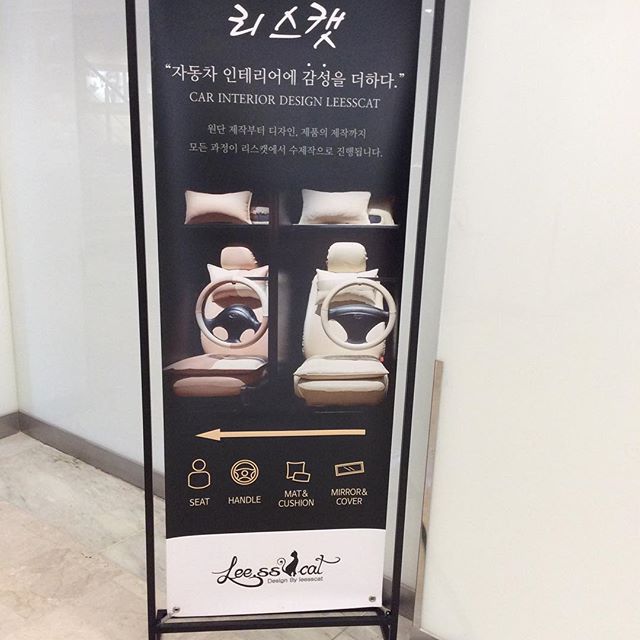 리스캣
“자동차 인테리어에 감성을 더하다.”
CAR INTERIOR DESIGN LEESSCAT
원단 제작부터 디자인, 제품의 제작까지
모든 과정이 리스캣에서 수제작으로 진행됩니다.
SEAT
HANDLE
MAT&
CUSHION
MIRROR&
COVER
Leesscat
Design By leesscat